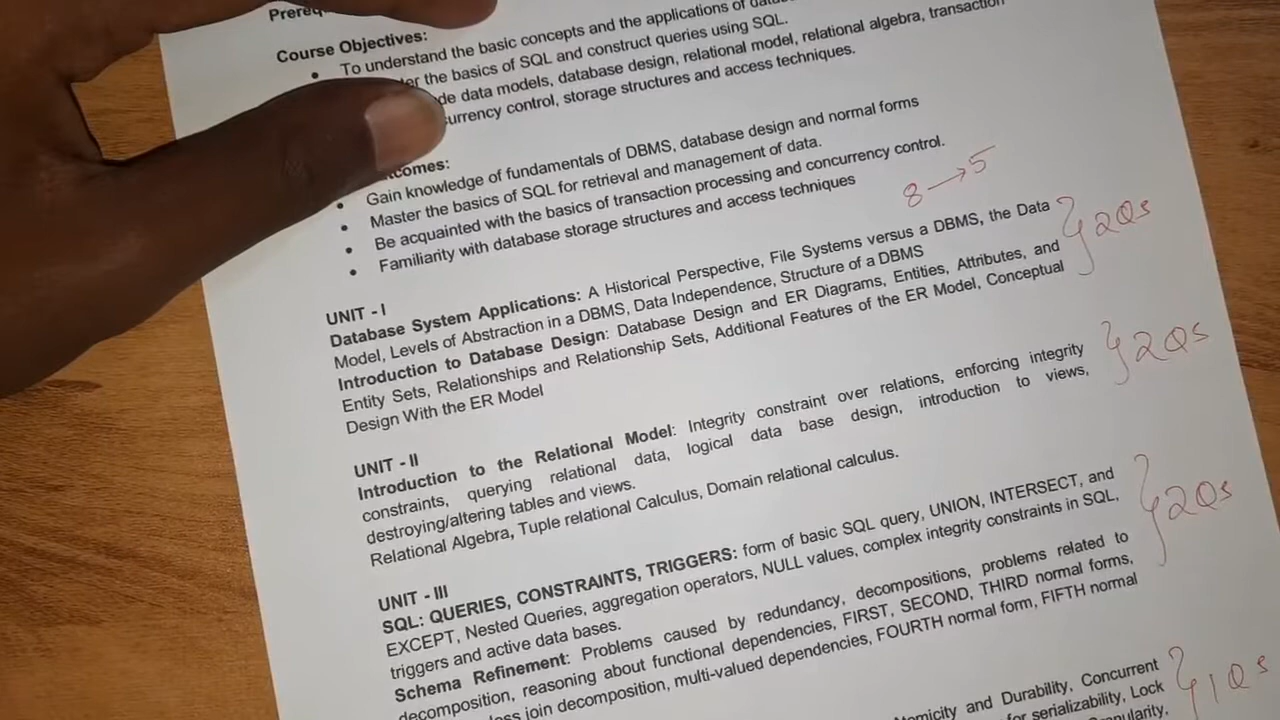 Course Objectives:
• To understand the basic concepts and the applications of
the basics of SQL and construct queries using SQL.
data models, database design, relational model, relational algebra, transaction
control, storage structures and access techniques.
• Gain knowledge of fundamentals of DBMS, database design and normal forms
• Master the basics of SQL for retrieval and management of data.
• Be acquainted with the basics of transaction processing and concurrency control.
• Familiarity with database storage structures and access techniques
8 → 5
UNIT - I
Database System Applications: A Historical Perspective, File Systems versus a DBMS, the Data
Model, Levels of Abstraction in a DBMS, Data Independence, Structure of a DBMS
Introduction to Database Design: Database Design and ER Diagrams, Entities, Attributes, and
Entity Sets, Relationships and Relationship Sets, Additional Features of the ER Model, Conceptual
Design With the ER Model
2Qs
UNIT - II
Introduction to the Relational Model: Integrity constraint over relations, enforcing integrity
constraints, querying relational data, logical data base design, introduction to views,
destroying/altering tables and views.
Relational Algebra, Tuple relational Calculus, Domain relational calculus.
2Qs
UNIT - III
SQL: QUERIES, CONSTRAINTS, TRIGGERS: form of basic SQL query, UNION, INTERSECT, and
EXCEPT, Nested Queries, aggregation operators, NULL values, complex integrity constraints in SQL,
triggers and active data bases.
Schema Refinement: Problems caused by redundancy, decompositions, problems related to
decomposition, reasoning about functional dependencies, FIRST, SECOND, THIRD normal forms,
join decomposition, multi-valued dependencies, FOURTH normal form, FIFTH normal
2Qs
and Durability, Concurrent
for serializability, Lock
1Qs